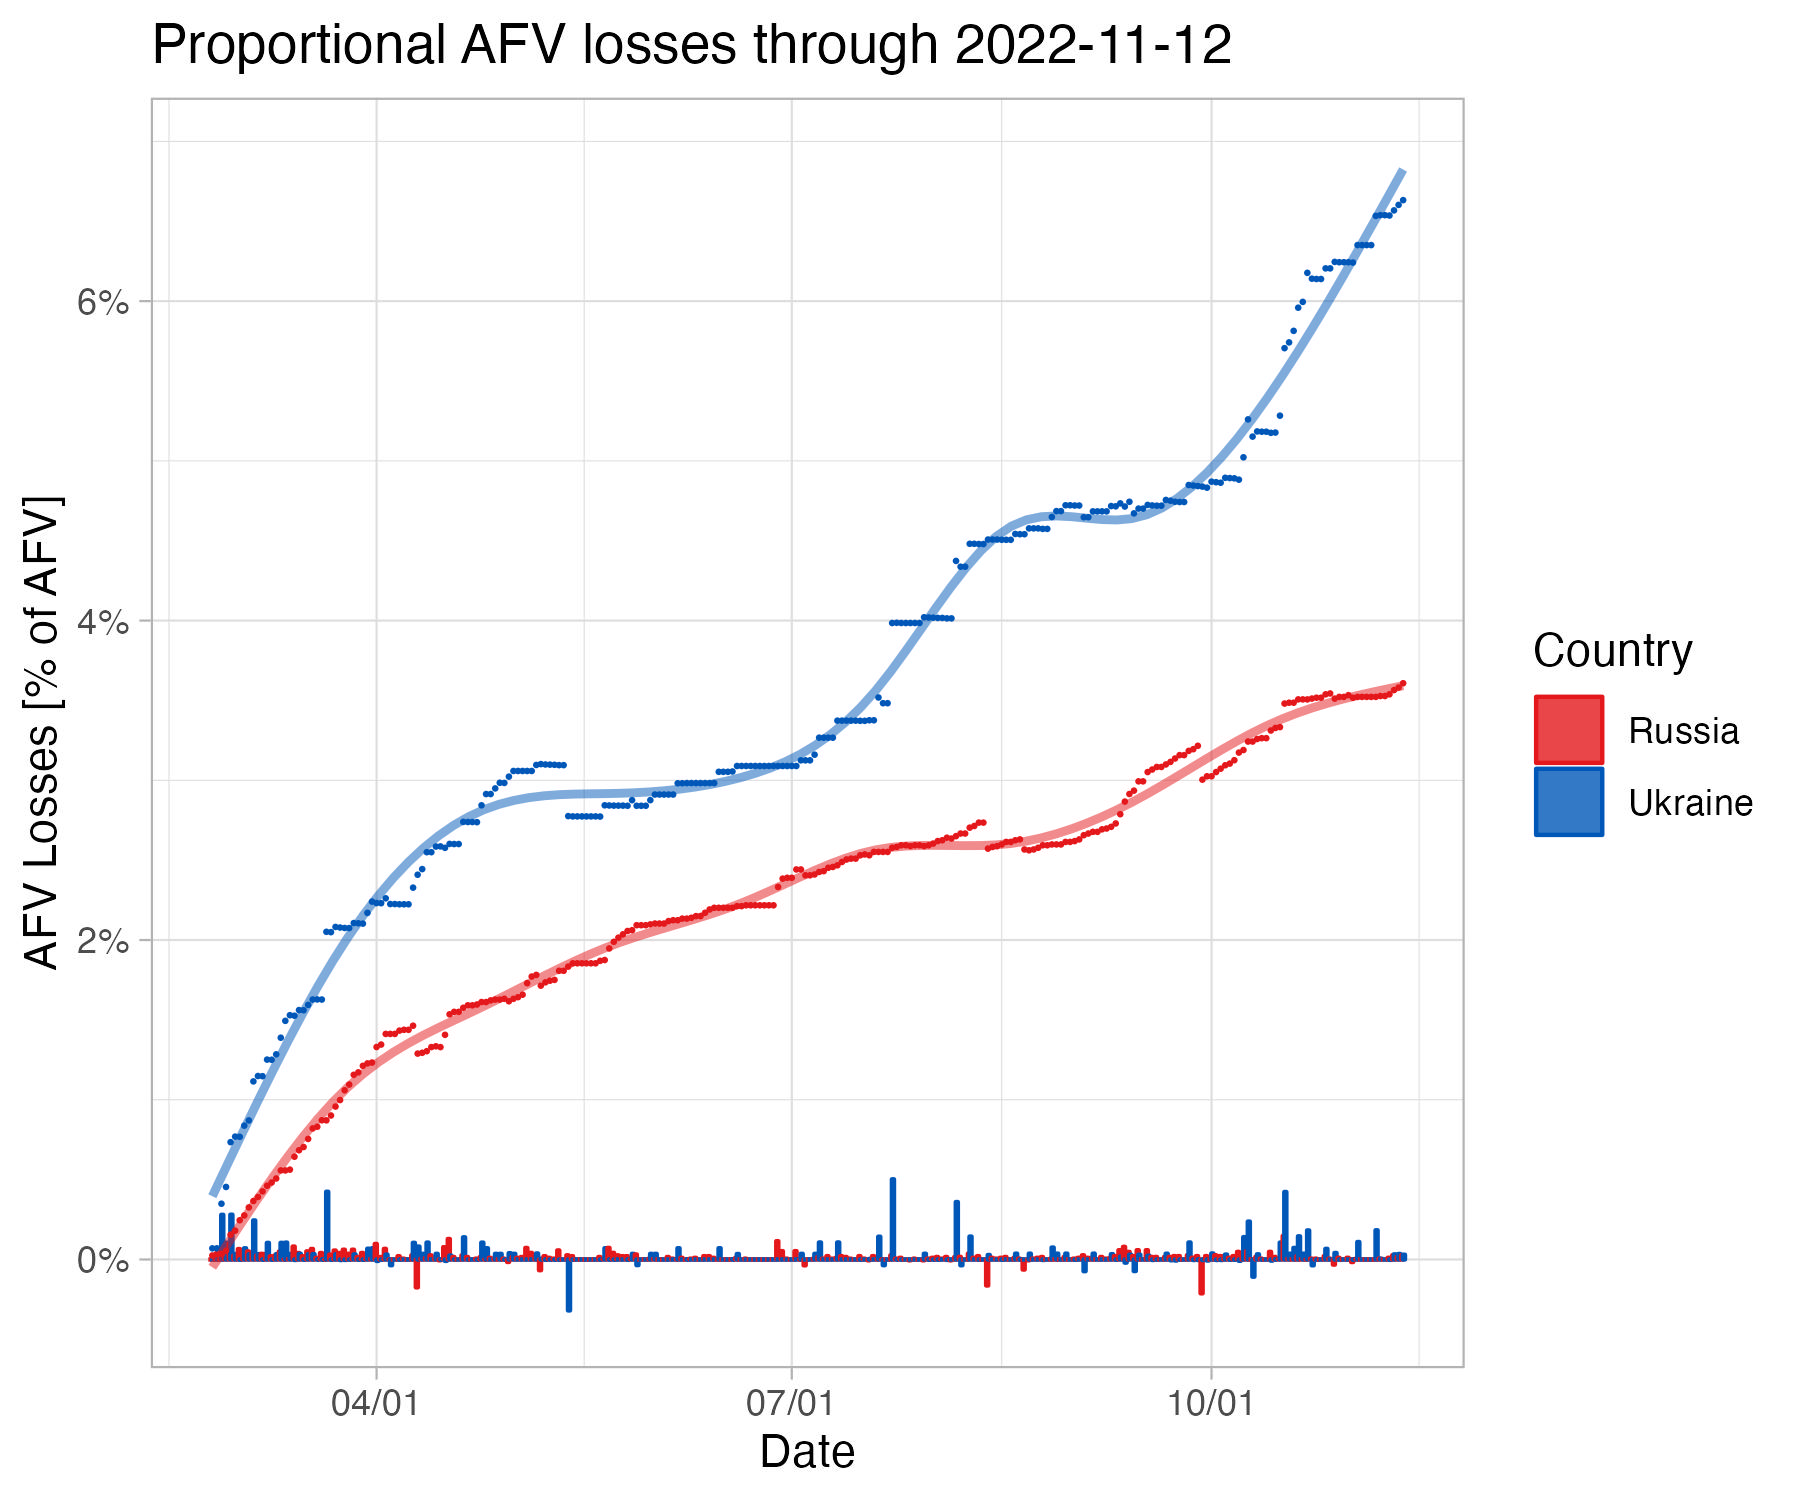 Proportional AFV losses through 2022-11-12
AFV Losses [% of AFV]
6%
4%
2%
0%
04/01
07/01
10/01
Date
Country
Russia
Ukraine